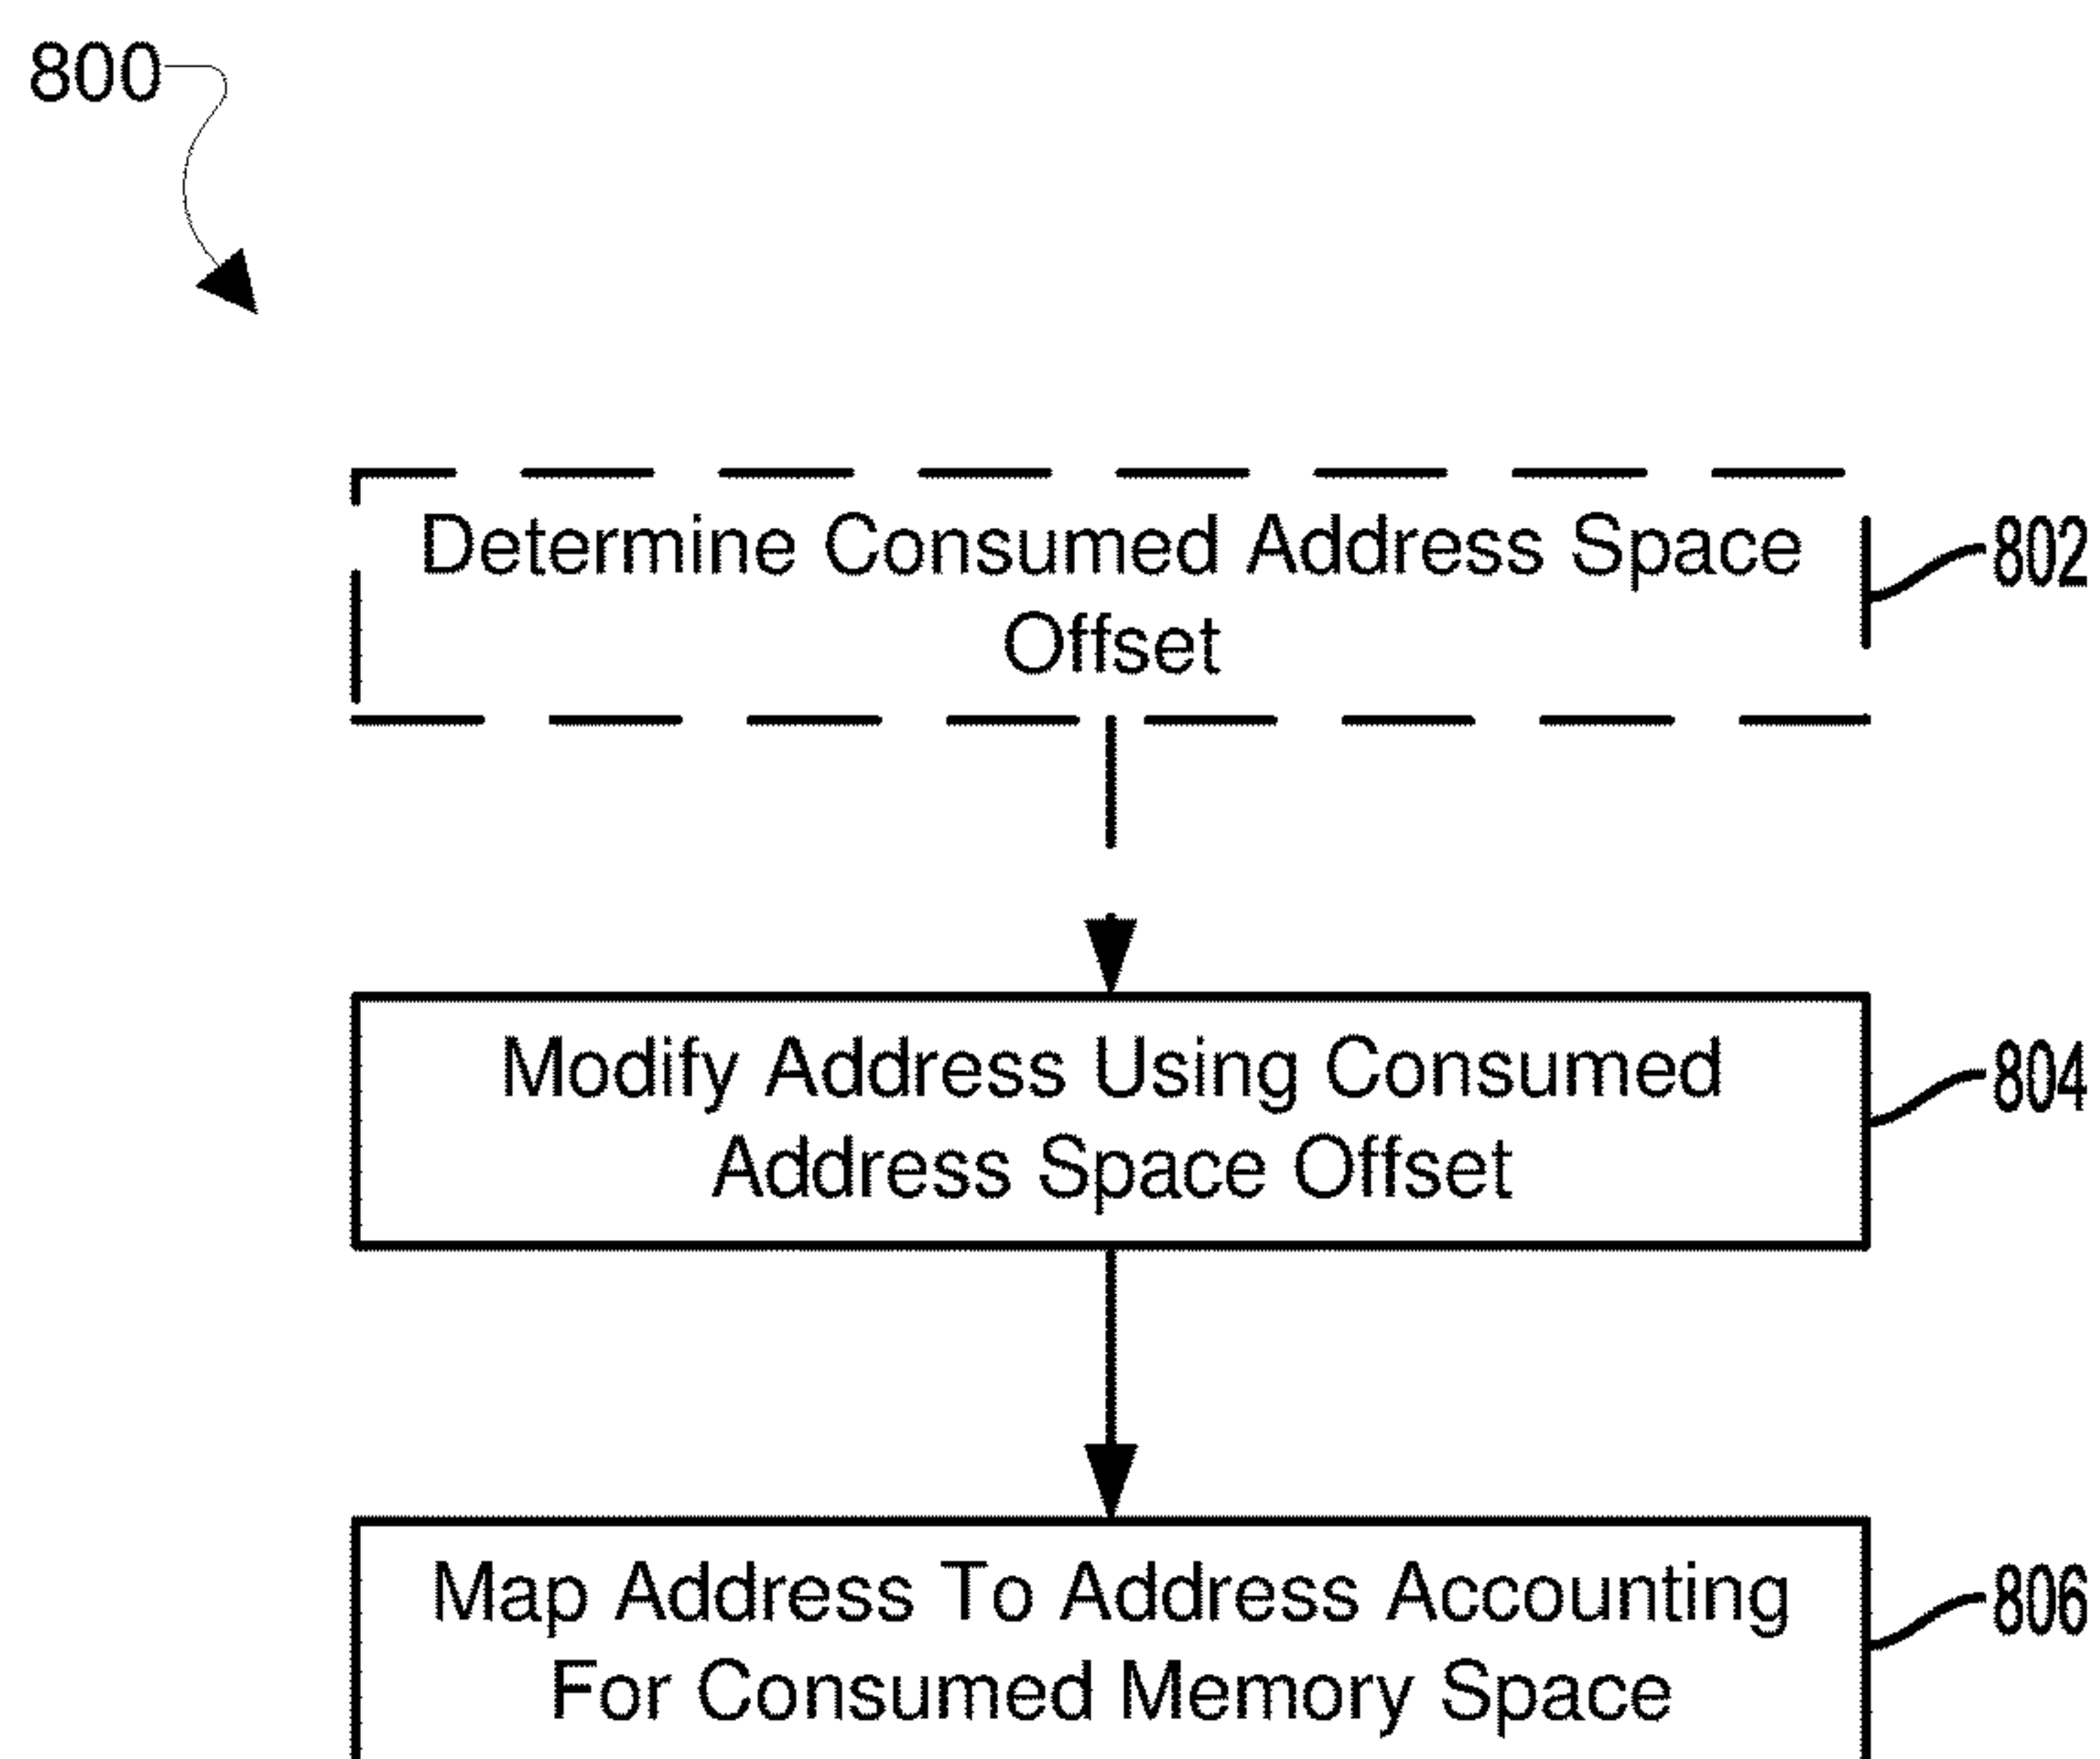 800
Determine Consumed Address Space
Offset
802
Modify Address Using Consumed
Address Space Offset
804
Map Address To Address Accounting
For Consumed Memory Space
806